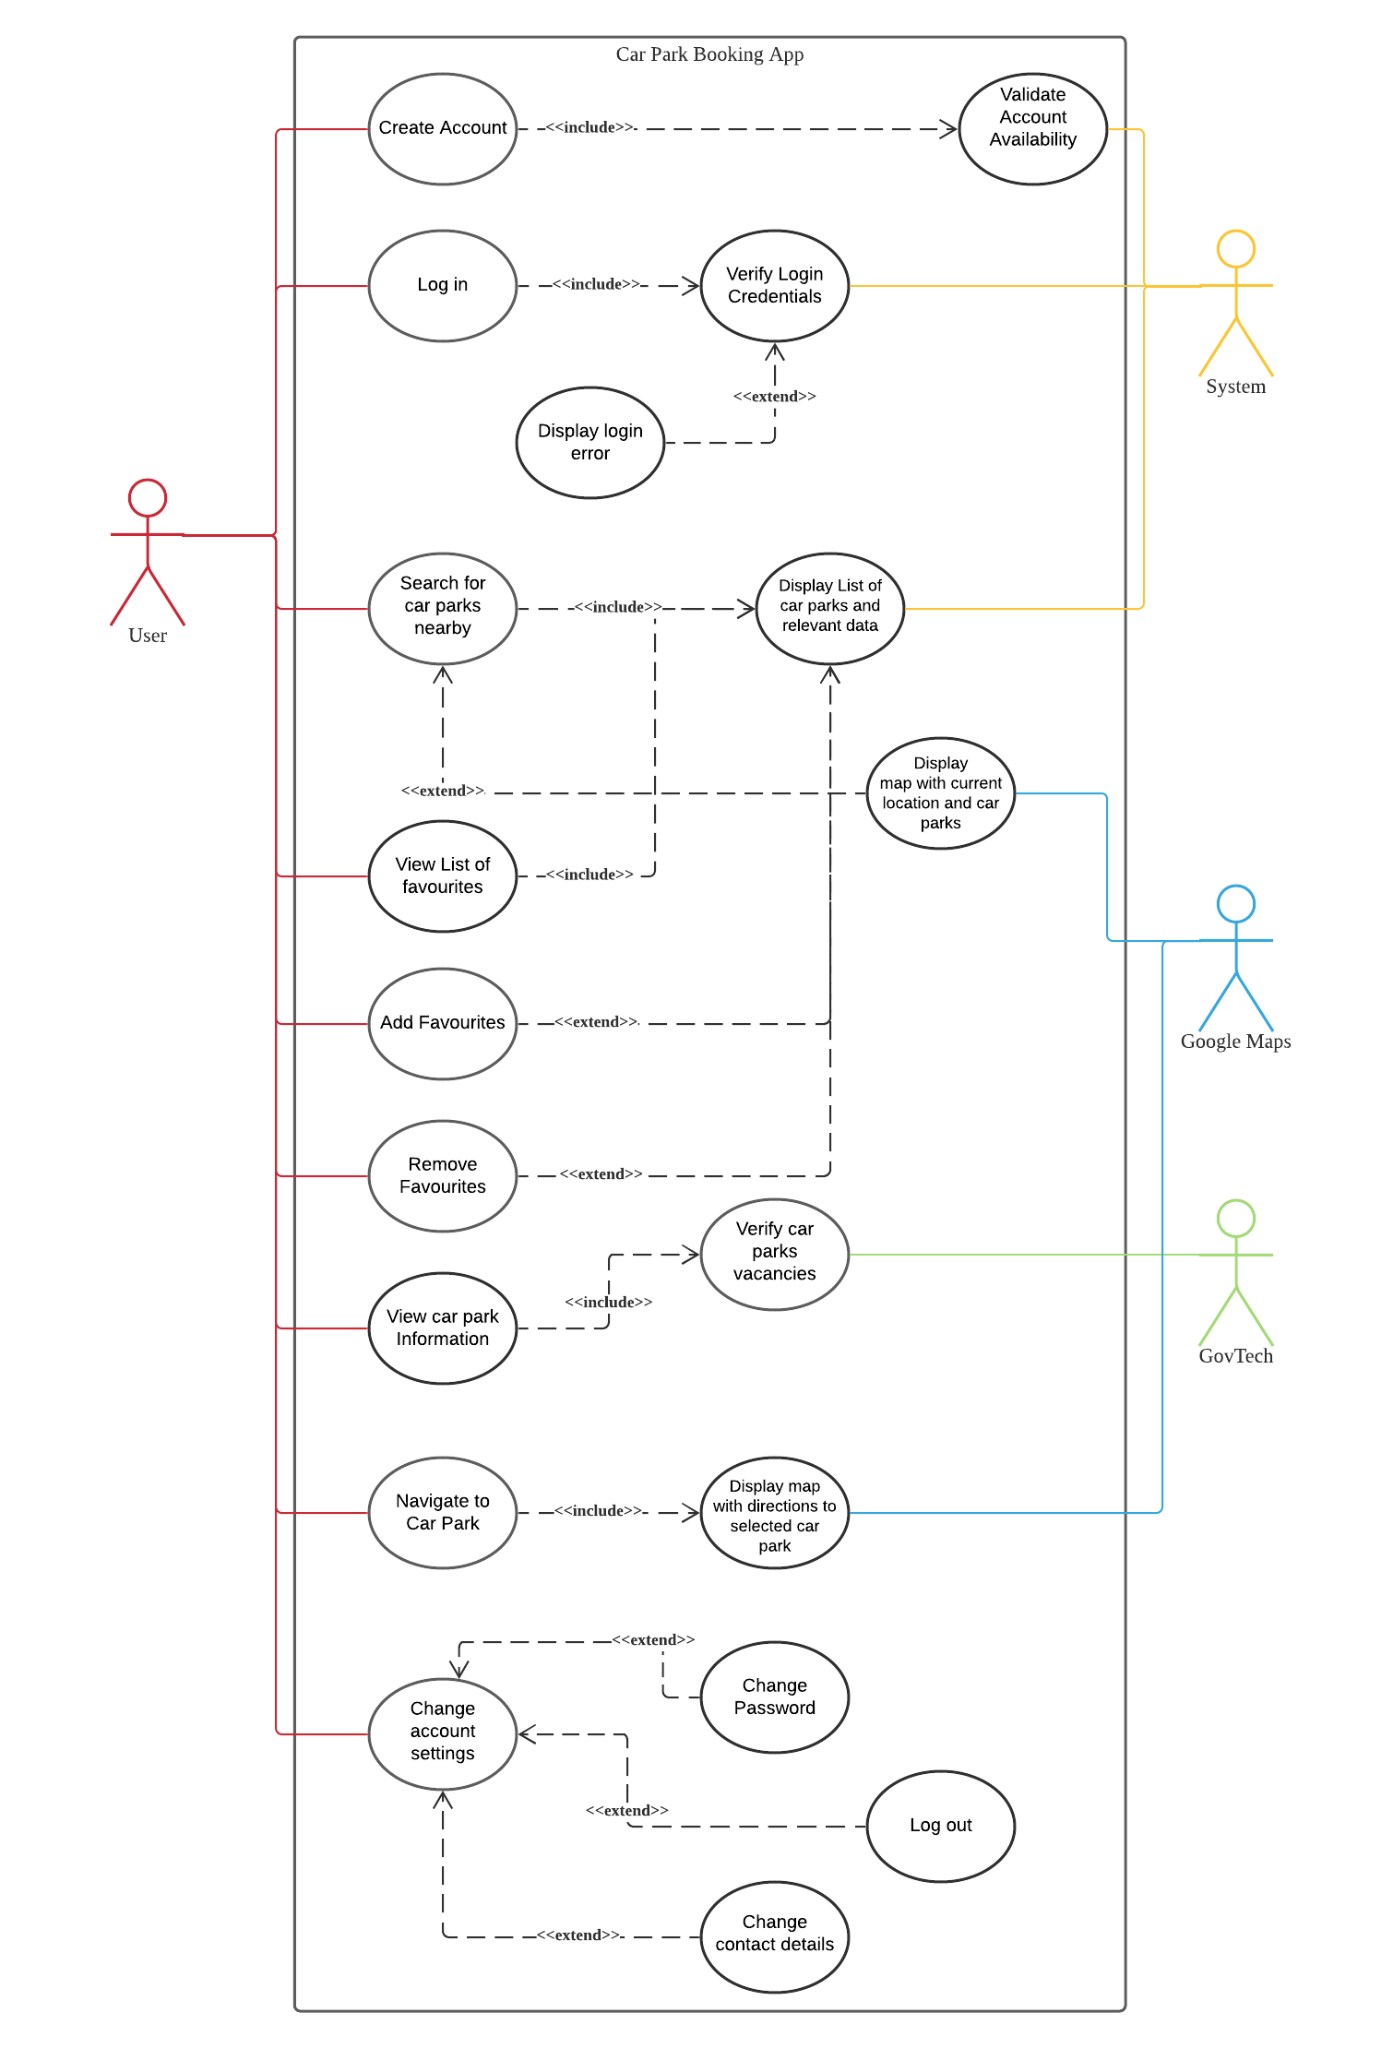 Car Park Booking App
Create Account
<<include>>
Validate
Account
Availability
Log in
<<include>>
Verify Login
Credentials
System
<<extend>>
Display login
error
User
Search for
car parks
nearby
<<include>>
Display List of
car parks and
relevant data
<<extend>>
Display
map with current
location and car
parks
View List of
favourites
<<include>>
Add Favourites
<<extend>>
Google Maps
Remove
Favourites
<<extend>>
Verify car
parks
vacancies
<<include>>
View car park
Information
GovTech
Navigate to
Car Park
<<include>>
Display map
with directions to
selected car
park
<<extend>>
Change
Password
Change
account
settings
<<extend>>
Log out
<<extend>>
Change
contact details